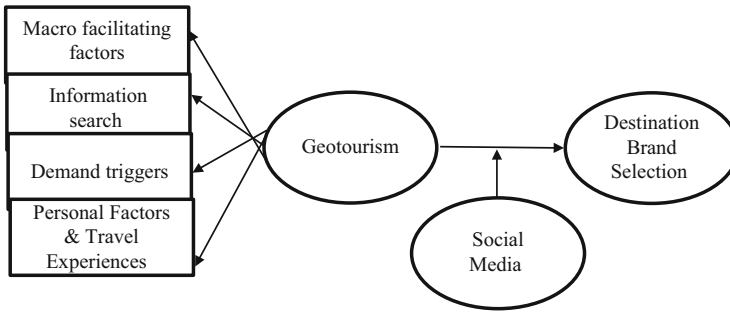 Macro facilitating
factors
Information
search
Demand triggers
Personal Factors
& Travel
Experiences
Geotourism
Social
Media
Destination
Brand
Selection